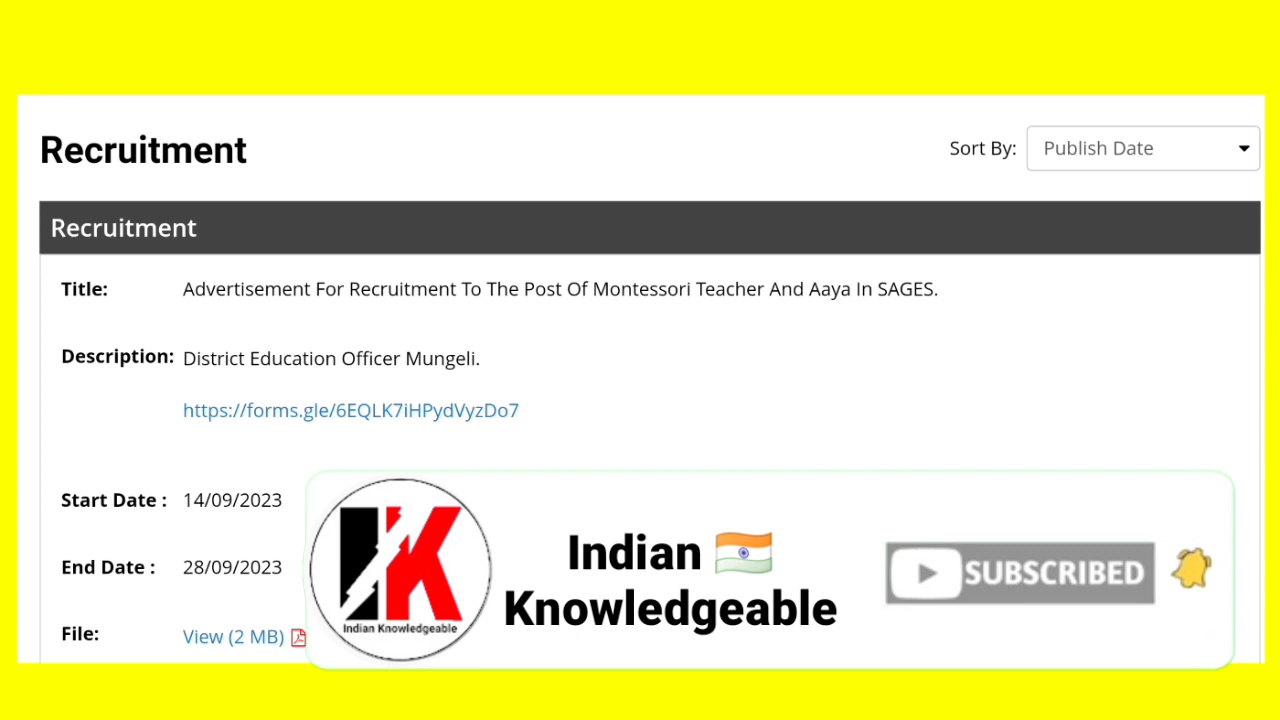 Recruitment
Sort By: Publish Date
Recruitment
Title: Advertisement For Recruitment To The Post Of Montessori Teacher And Aaya In SAGES.
Description: District Education Officer Mungeli.
https://forms.gle/6EQLK7iHPydVyzDo7
Start Date : 14/09/2023
End Date : 28/09/2023
File: View (2 MB)
IK
Indian Knowledgeable
Indian 🇮🇳
Knowledgeable
SUBSCRIBED